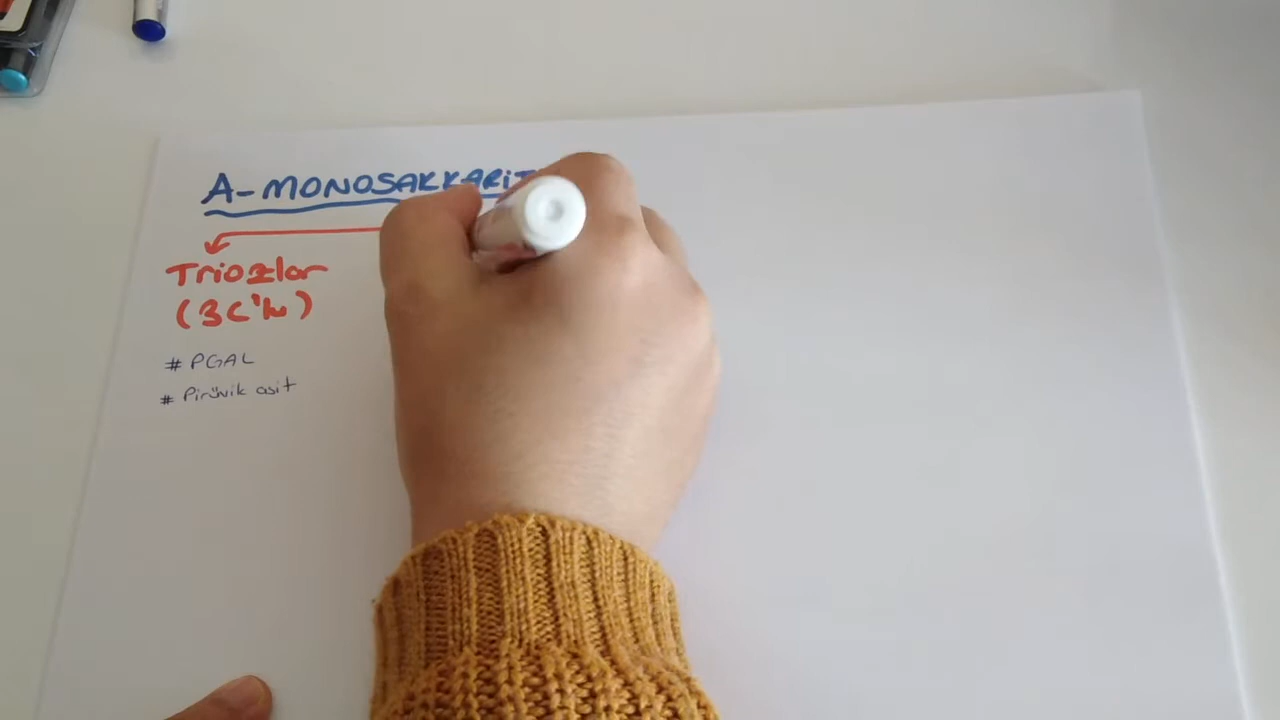 A-MONOSAKKARİT
Triozlar
(3C'lu)
# PGAL
# Pirüvik asit